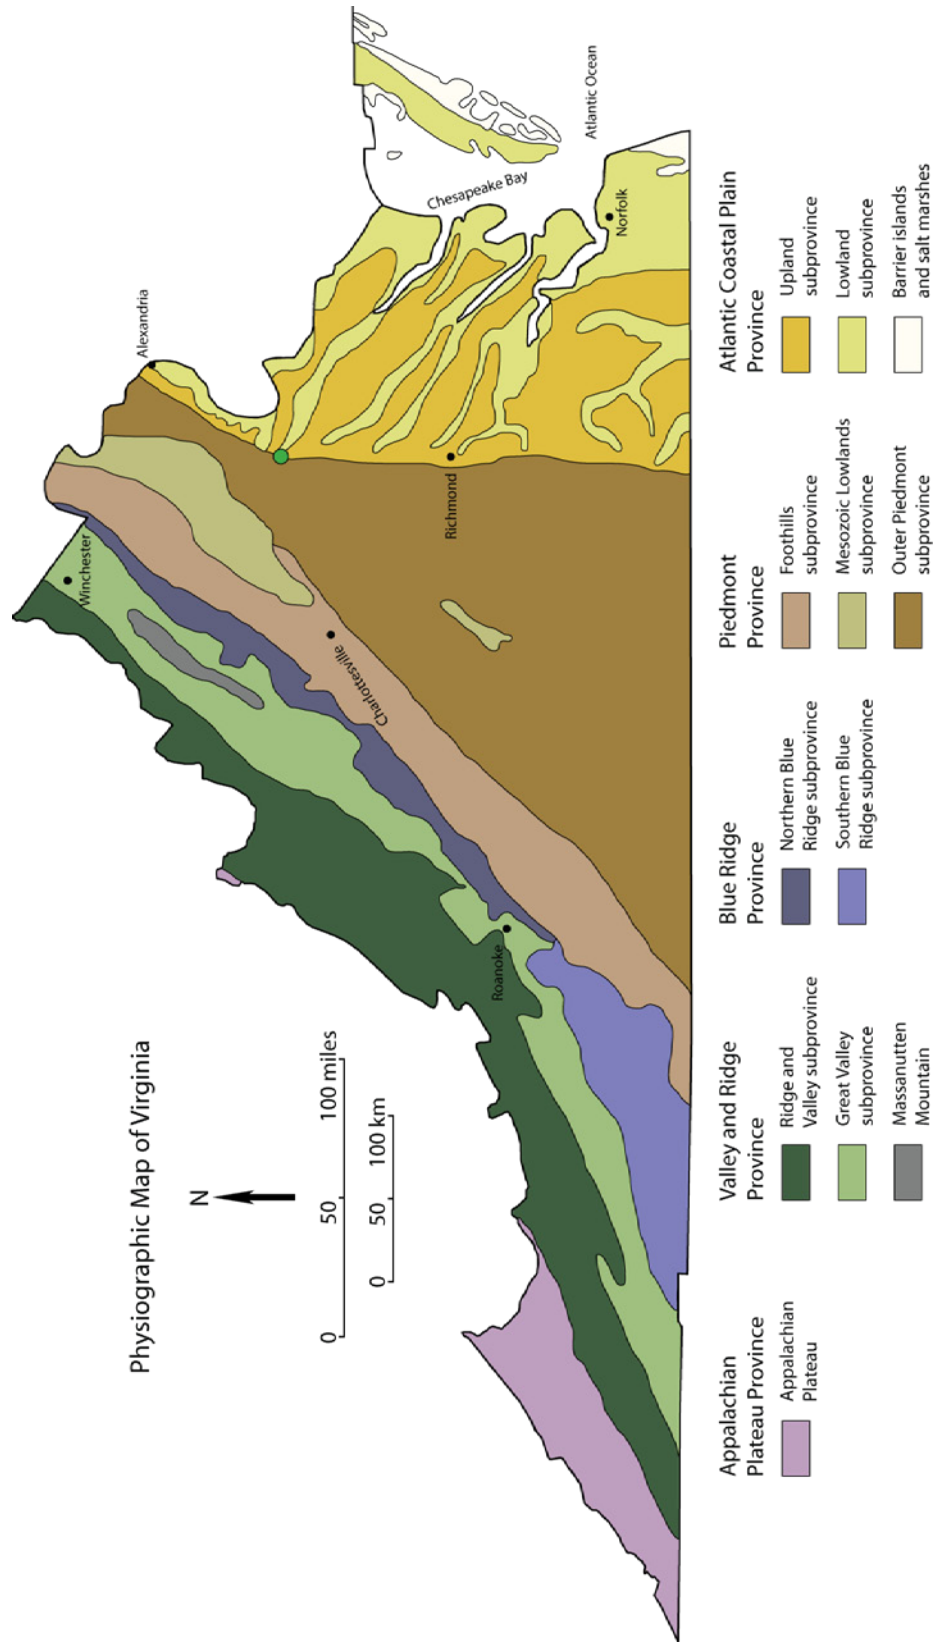 Physiographic Map of Virginia
N
0
50
100 miles
0
50
100 km
Winchester
Alexandria
Charlottesville
Richmond
Roanoke
Norfolk
Chesapeake Bay
Atlantic Ocean
Appalachian
Plateau Province
Appalachian
Plateau
Valley and Ridge
Province
Ridge and
Valley subprovince
Great Valley
subprovince
Massanutten
Mountain
Blue Ridge
Province
Northern Blue
Ridge subprovince
Southern Blue
Ridge subprovince
Piedmont
Province
Foothills
subprovince
Mesozoic Lowlands
subprovince
Outer Piedmont
subprovince
Atlantic Coastal Plain
Province
Upland
subprovince
Lowland
subprovince
Barrier islands
and salt marshes